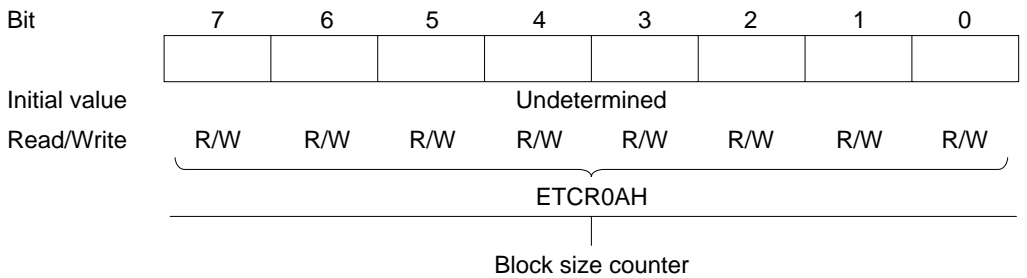 Bit 7 6 5 4 3 2 1 0
Initial value Undetermined
Read/Write R/W R/W R/W R/W R/W R/W R/W R/W
ETCR0AH
Block size counter